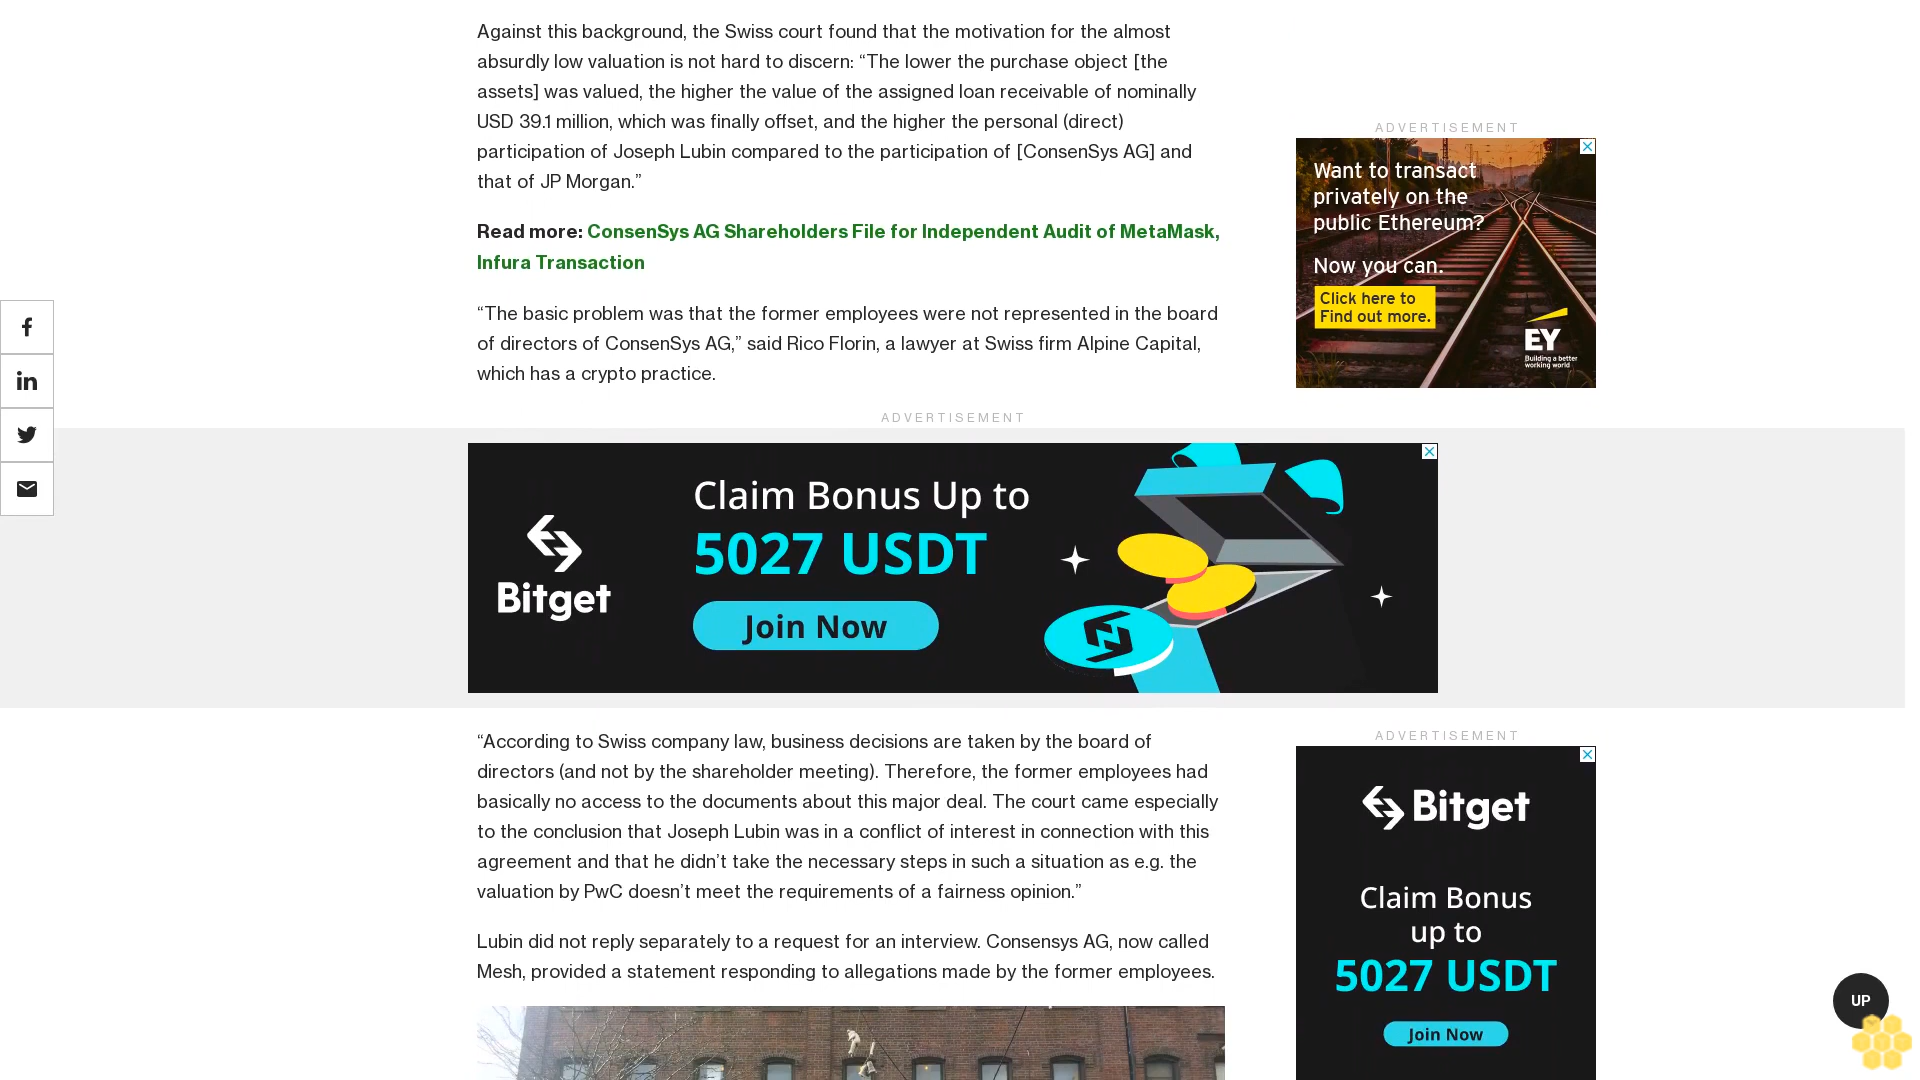 Against this background, the Swiss court found that the motivation for the almost
absurdly low valuation is not hard to discern: “The lower the purchase object [the
assets] was valued, the higher the value of the assigned loan receivable of nominally
USD 39.1 million, which was finally offset, and the higher the personal (direct)
participation of Joseph Lubin compared to the participation of [ConsenSys AG] and
that of JP Morgan.”
Read more: ConsenSys AG Shareholders File for Independent Audit of MetaMask,
Infura Transaction
“The basic problem was that the former employees were not represented in the board
of directors of ConsenSys AG,” said Rico Florin, a lawyer at Swiss firm Alpine Capital,
which has a crypto practice.
ADVERTISEMENT
Want to transact
privately on the
public Ethereum?
Now you can.
Click here to
Find out more.
EY
Building a better
working world
ADVERTISEMENT
Bitget
Claim Bonus Up to
5027 USDT
Join Now
“According to Swiss company law, business decisions are taken by the board of
directors (and not by the shareholder meeting). Therefore, the former employees had
basically no access to the documents about this major deal. The court came especially
to the conclusion that Joseph Lubin was in a conflict of interest in connection with this
agreement and that he didn’t take the necessary steps in such a situation as e.g. the
valuation by PwC doesn’t meet the requirements of a fairness opinion.”
Lubin did not reply separately to a request for an interview. Consensys AG, now called
Mesh, provided a statement responding to allegations made by the former employees.
ADVERTISEMENT
Bitget
Claim Bonus
up to
5027 USDT
Join Now
UP